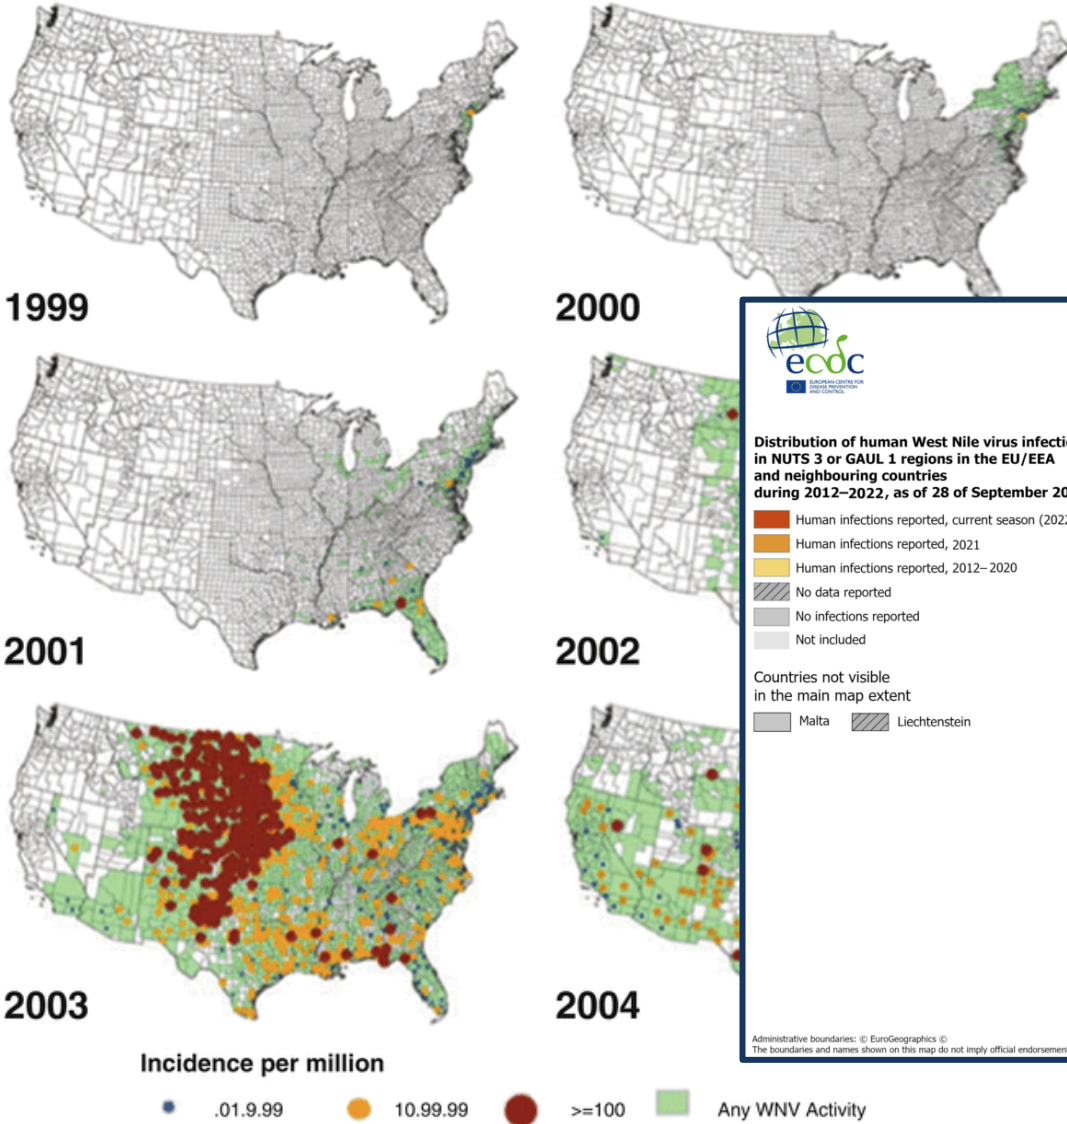 1999
2000
2001
2002
2003
2004
ecdc
EUROPEAN CENTRE FOR
DISEASE PREVENTION
AND CONTROL
Distribution of human West Nile virus infectio
in NUTS 3 or GAUL 1 regions in the EU/EEA
and neighbouring countries
during 2012–2022, as of 28 of September 20
Human infections reported, current season (2022
Human infections reported, 2021
Human infections reported, 2012–2020
No data reported
No infections reported
Not included
Countries not visible
in the main map extent
Malta
Liechtenstein
Administrative boundaries: © EuroGeographics ©
The boundaries and names shown on this map do not imply official endorsement
Incidence per million
.01.9.99
10.99.99
>=100
Any WNV Activity